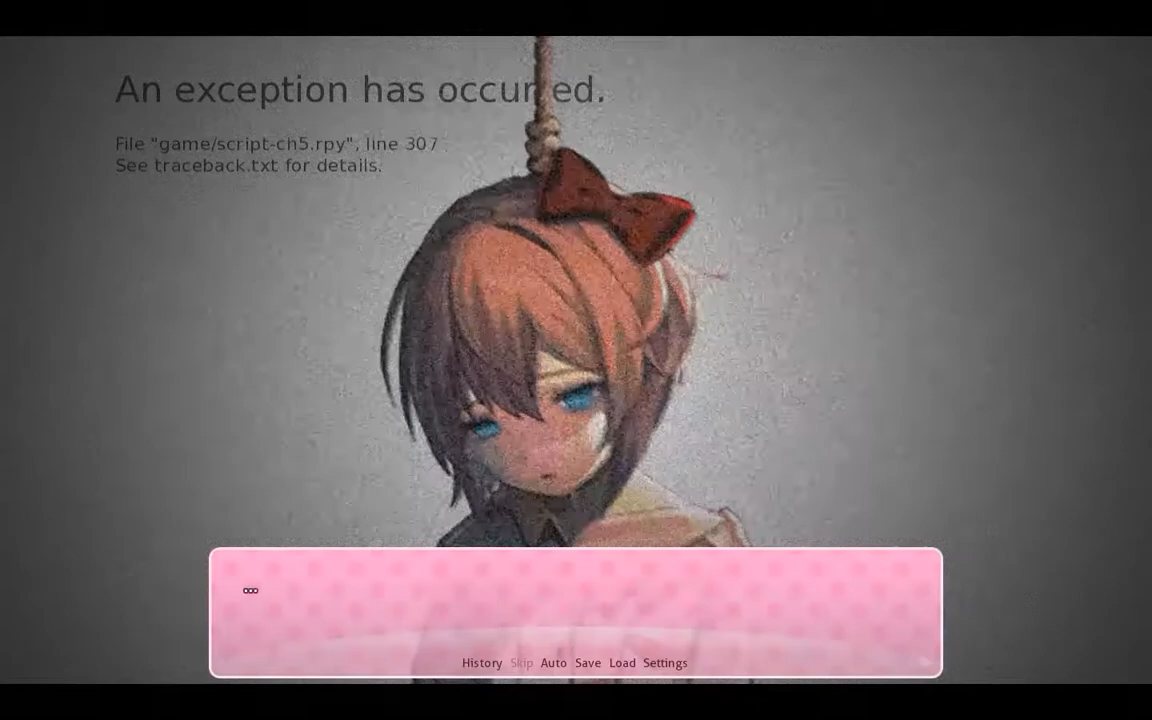 An exception has occurred.
File "game/script-ch5.rpy", line 307
See traceback.txt for details.
History Skip Auto Save Load Settings